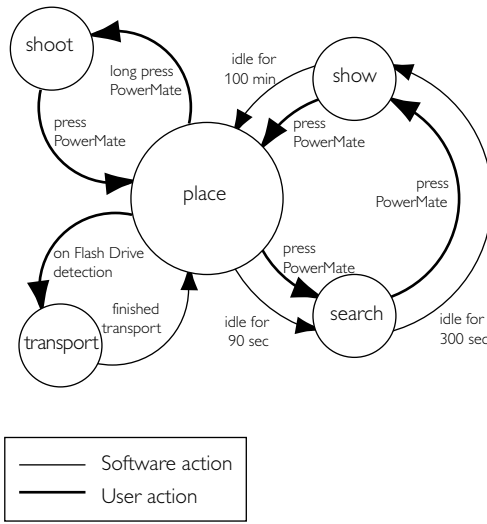 shoot
long press
PowerMate
press
PowerMate
idle for
100 min
show
press
PowerMate
place
press
PowerMate
on Flash Drive
detection
press
PowerMate
finished
transport
transport
idle for
90 sec
search
idle for
300 sec
Software action
User action